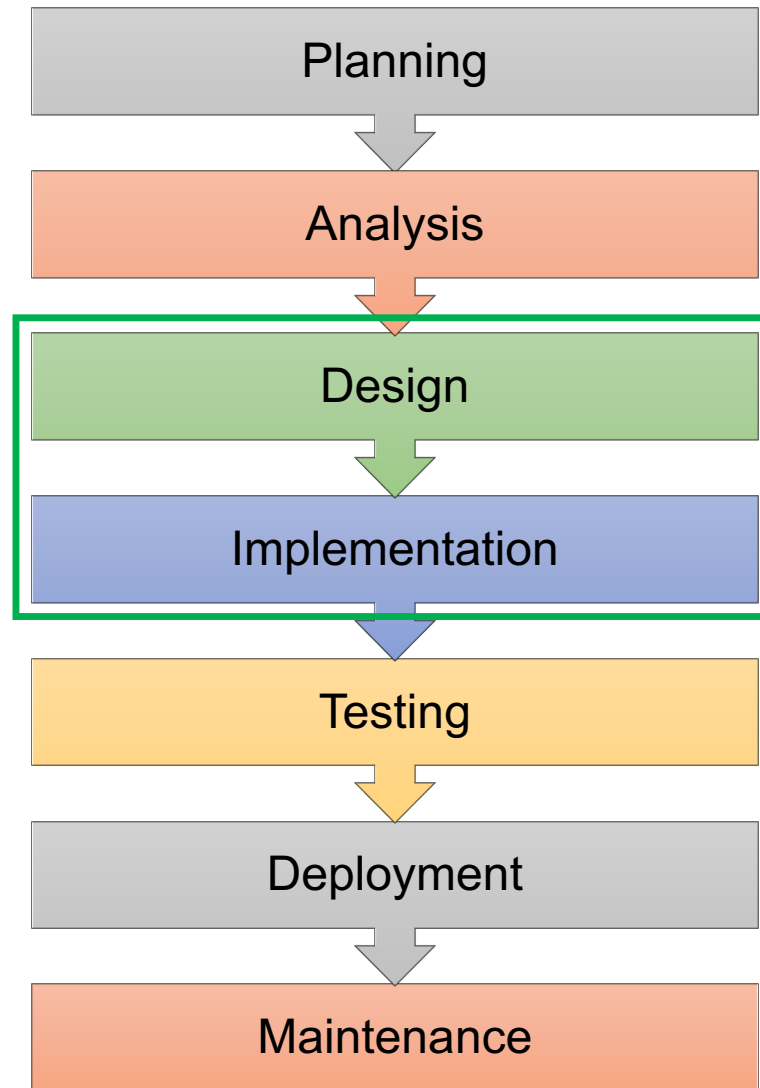 Planning
Analysis
Design
Implementation
Testing
Deployment
Maintenance